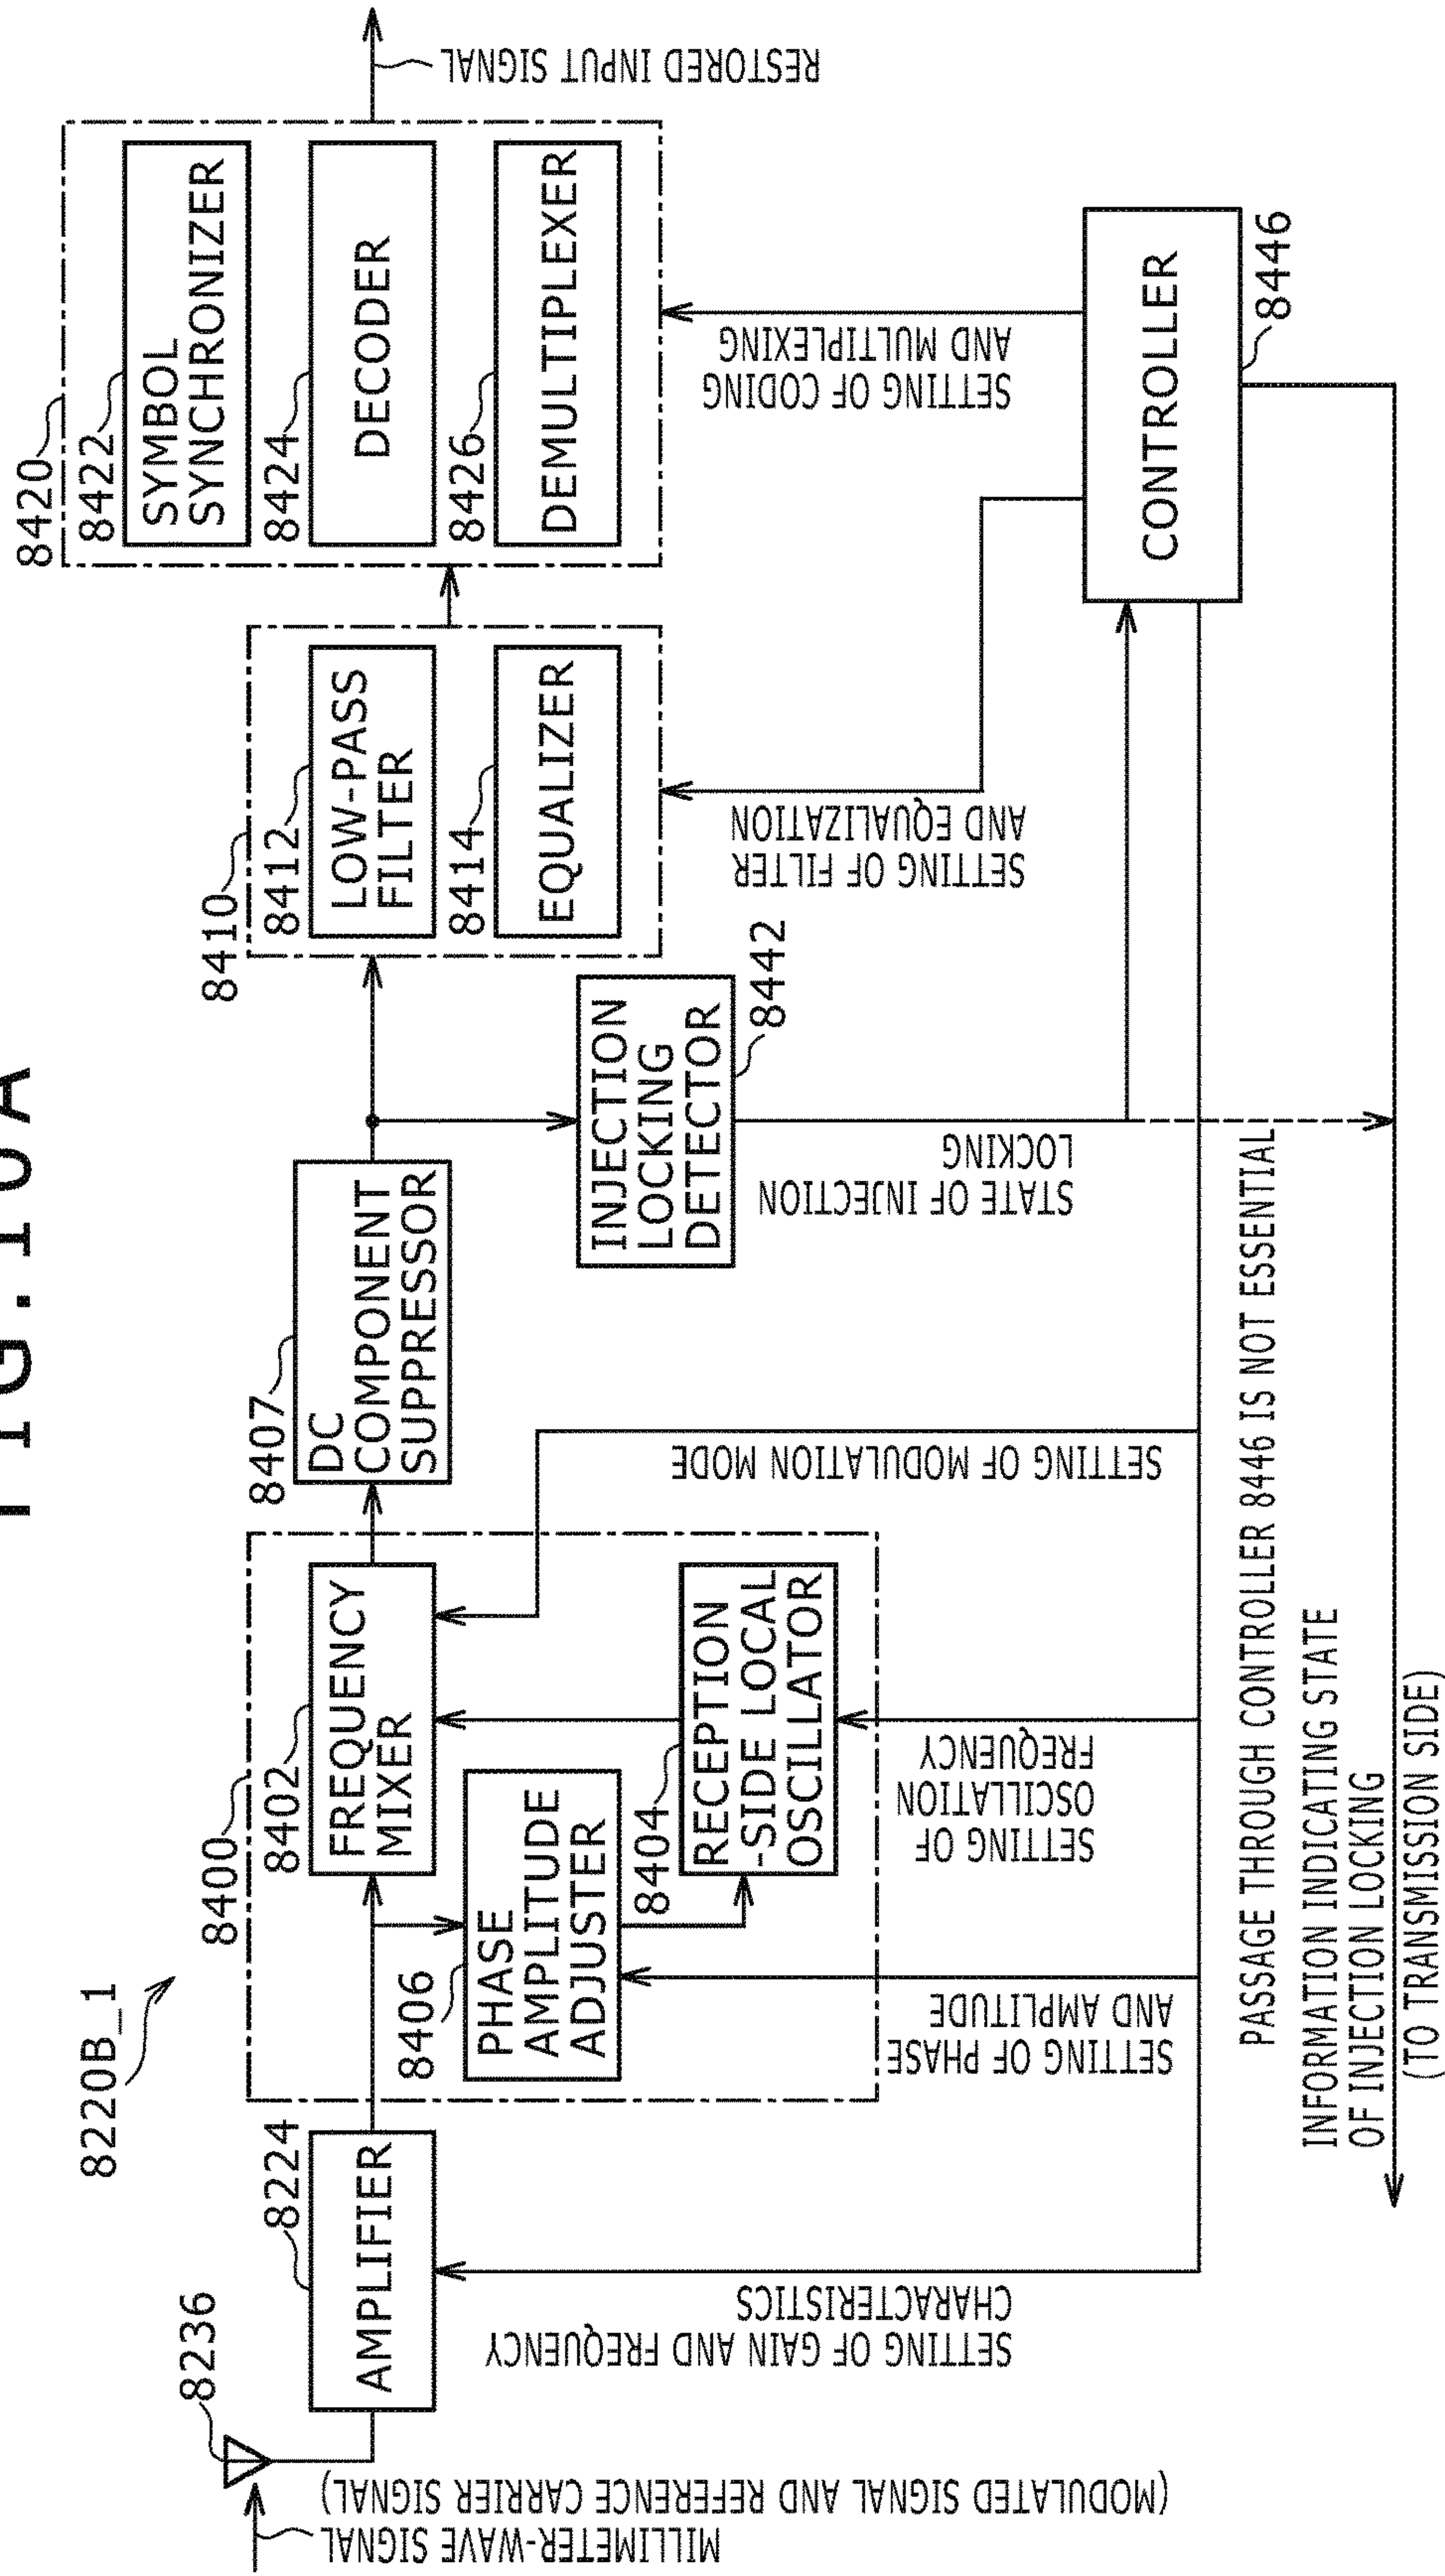 FIG.10A
8220B_1
8236
MILLIMETER-WAVE SIGNAL
(MODULATED SIGNAL AND REFERENCE CARRIER SIGNAL)
8224
AMPLIFIER
SETTING OF GAIN AND FREQUENCY
CHARACTERISTICS
8400
8402
FREQUENCY
MIXER
8406
PHASE
AMPLITUDE
ADJUSTER
SETTING OF PHASE
AND AMPLITUDE
8404
RECEPTION
-SIDE LOCAL
OSCILLATOR
SETTING
OF
OSCILLATION
FREQUENCY
SETTING OF MODULATION MODE
8407
DC
COMPONENT
SUPPRESSOR
INJECTION
LOCKING
DETECTOR
8442
STATE OF INJECTION
LOCKING
8410
8412
LOW-PASS
FILTER
8414
EQUALIZER
SETTING OF FILTER
AND EQUALIZATION
8420
8422
SYMBOL
SYNCHRONIZER
8424
DECODER
8426
DEMULTIPLEXER
RESTORED INPUT SIGNAL
SETTING OF CODING
AND MULTIPLEXING
CONTROLLER
8446
PASSAGE THROUGH CONTROLLER 8446 IS NOT ESSENTIAL
INFORMATION INDICATING STATE
OF INJECTION LOCKING
(TO TRANSMISSION SIDE)